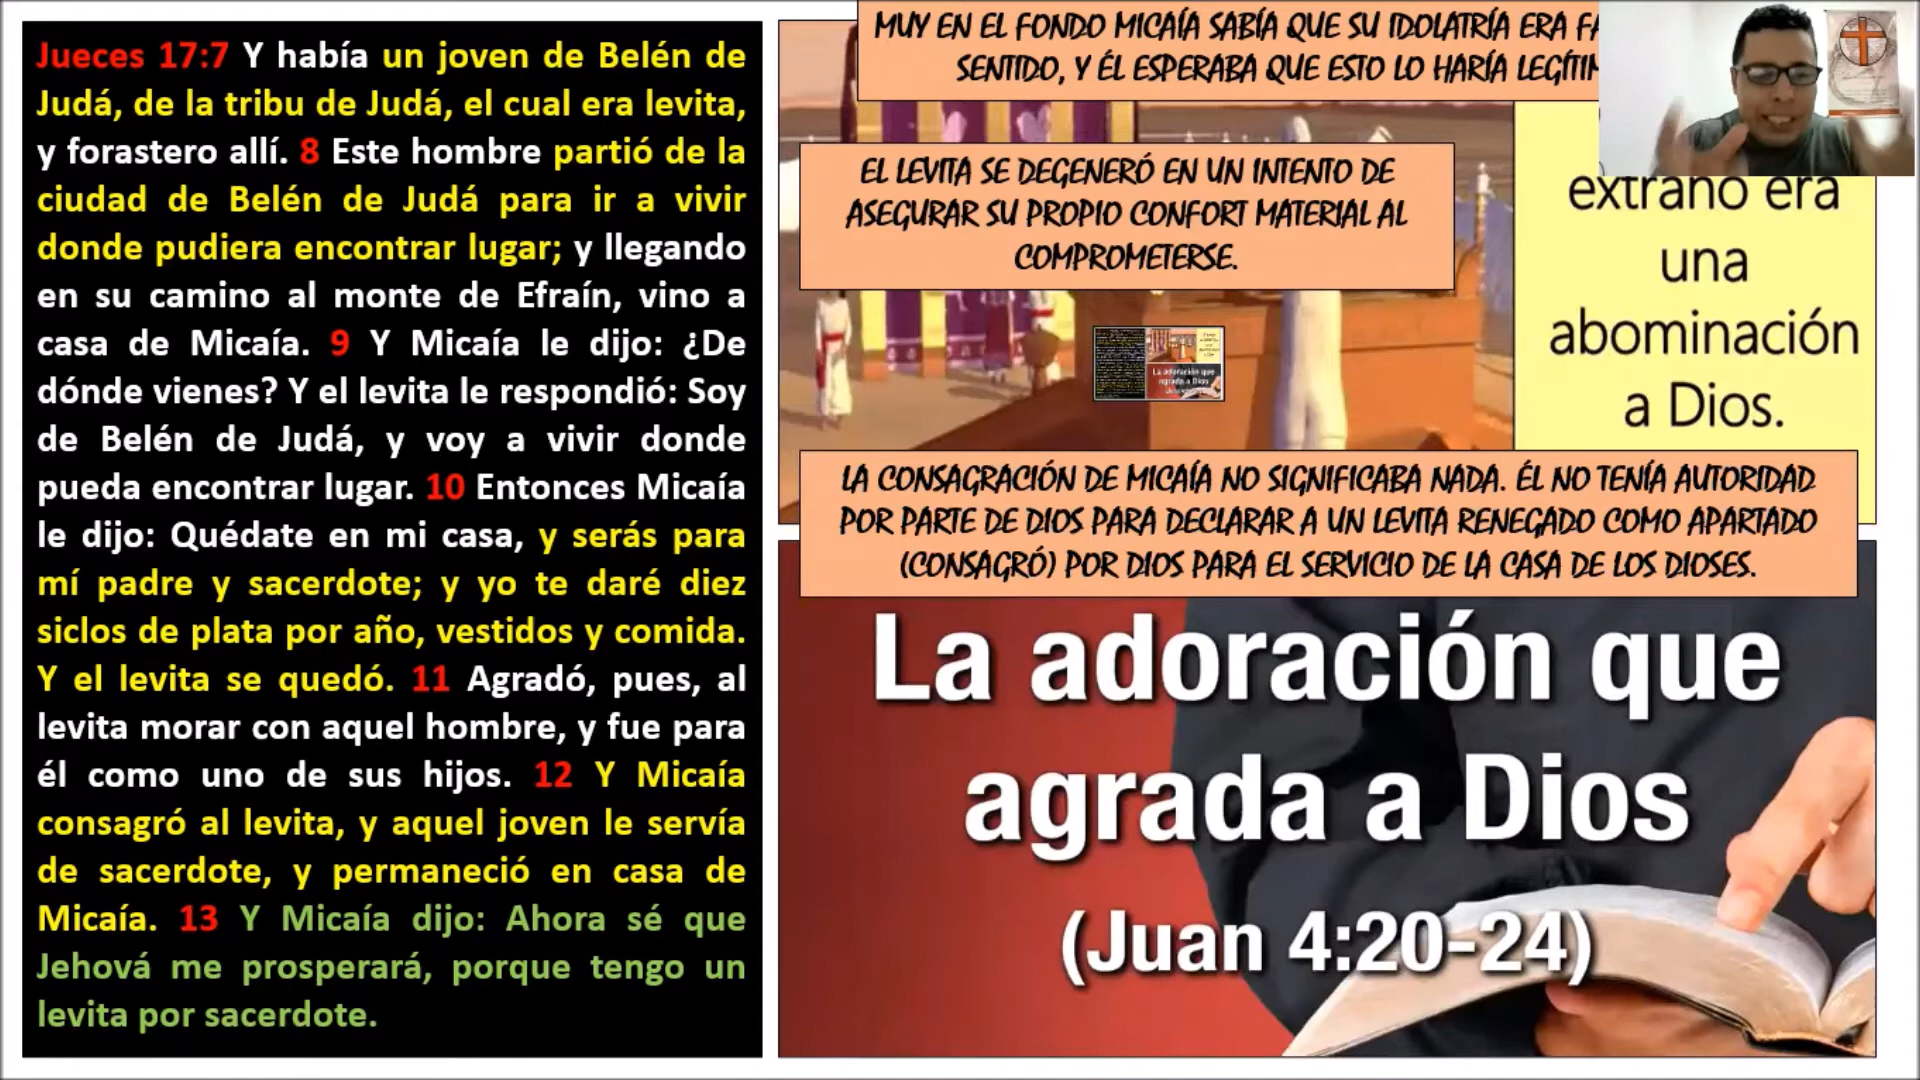 Jueces 17:7 Y había un joven de Belén de
Judá, de la tribu de Judá, el cual era levita,
y forastero allí. 8 Este hombre partió de la
ciudad de Belén de Judá para ir a vivir
donde pudiera encontrar lugar; y llegando
en su camino al monte de Efraín, vino a
casa de Micaía. 9 Y Micaía le dijo: ¿De
dónde vienes? Y el levita le respondió: Soy
de Belén de Judá, y voy a vivir donde
pueda encontrar lugar. 10 Entonces Micaía
le dijo: Quédate en mi casa, y serás para
mí padre y sacerdote; y yo te daré diez
siclos de plata por año, vestidos y comida.
Y el levita se quedó. 11 Agradó, pues, al
levita morar con aquel hombre, y fue para
él como uno de sus hijos. 12 Y Micaía
consagró al levita, y aquel joven le servía
de sacerdote, y permaneció en casa de
Micaía. 13 Y Micaía dijo: Ahora sé que
Jehová me prosperará, porque tengo un
levita por sacerdote.
MUY EN EL FONDO MICAÍA SABÍA QUE SU IDOLATRÍA ERA
SENTIDO, Y ÉL ESPERABA QUE ESTO LO HARÍA
EL LEVITA SE DEGENERÓ EN UN INTENTO DE
ASEGURAR SU PROPIO CONFORT MATERIAL AL
COMPROMETERSE.
extraño era
una
abominación
a Dios.
LA CONSAGRACIÓN DE MICAÍA NO SIGNIFICABA NADA. ÉL NO TENÍA AUTORIDAD
POR PARTE DE DIOS PARA DECLARAR A UN LEVITA RENEGADO COMO APARTADO
(CONSAGRÓ) POR DIOS PARA EL SERVICIO DE LA CASA DE LOS DIOSES.
La adoración que
agrada a Dios
(Juan 4:20-24)